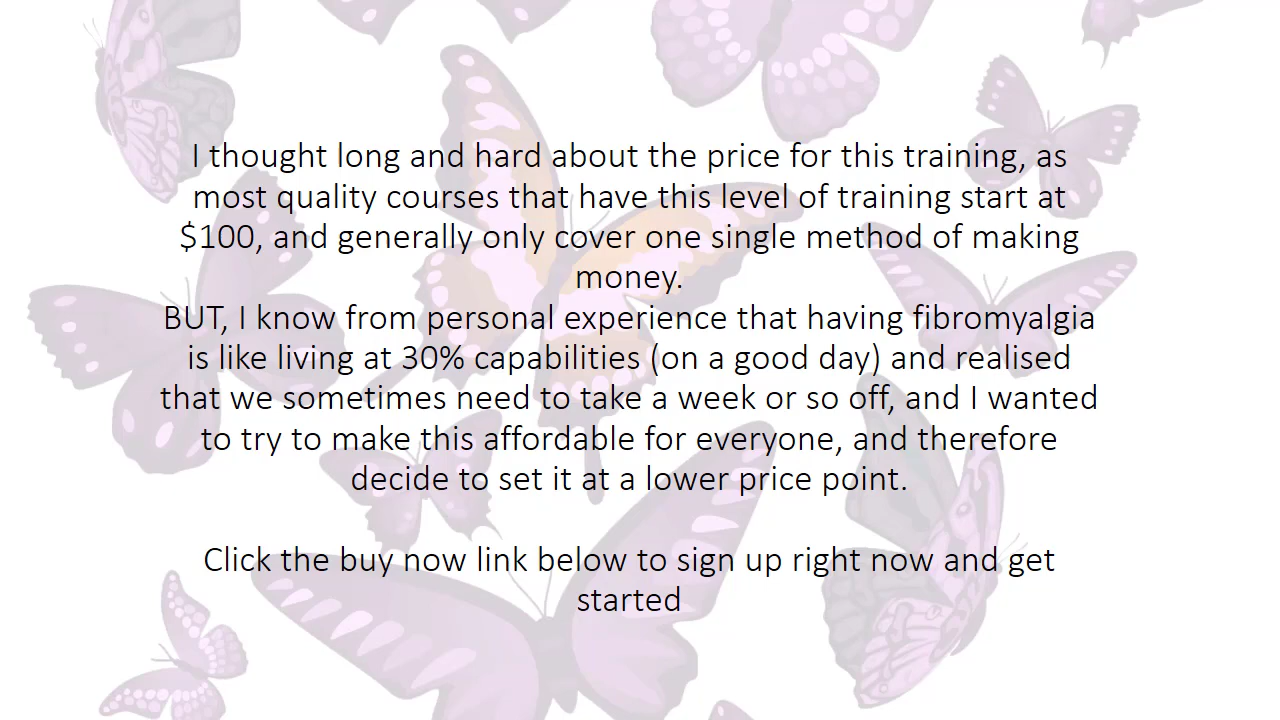 I thought long and hard about the price for this training, as
most quality courses that have this level of training start at
$100, and generally only cover one single method of making
money.
BUT, I know from personal experience that having fibromyalgia
is like living at 30% capabilities (on a good day) and realised
that we sometimes need to take a week or so off, and I wanted
to try to make this affordable for everyone, and therefore
decide to set it at a lower price point.
Click the buy now link below to sign up right now and get
started